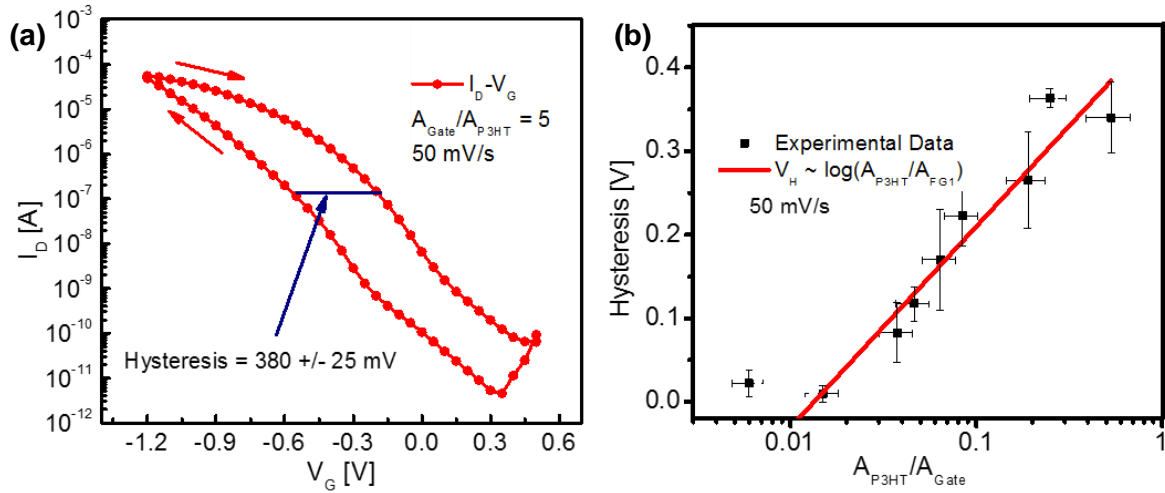 (a)
10^-3
10^-4
10^-5
10^-6
10^-7
10^-8
10^-9
10^-10
10^-11
10^-12
I_D [A]
I_D-V_G
A_Gate/A_P3HT = 5
50 mV/s
Hysteresis = 380 +/- 25 mV
-1.2 -0.9 -0.6 -0.3 0.0 0.3 0.6
V_G [V]
(b)
0.4
0.3
0.2
0.1
0.0
Hysteresis [V]
Experimental Data
V_H ~ log(A_P3HT/A_FG1)
50 mV/s
0.01 0.1 1
A_P3HT/A_Gate